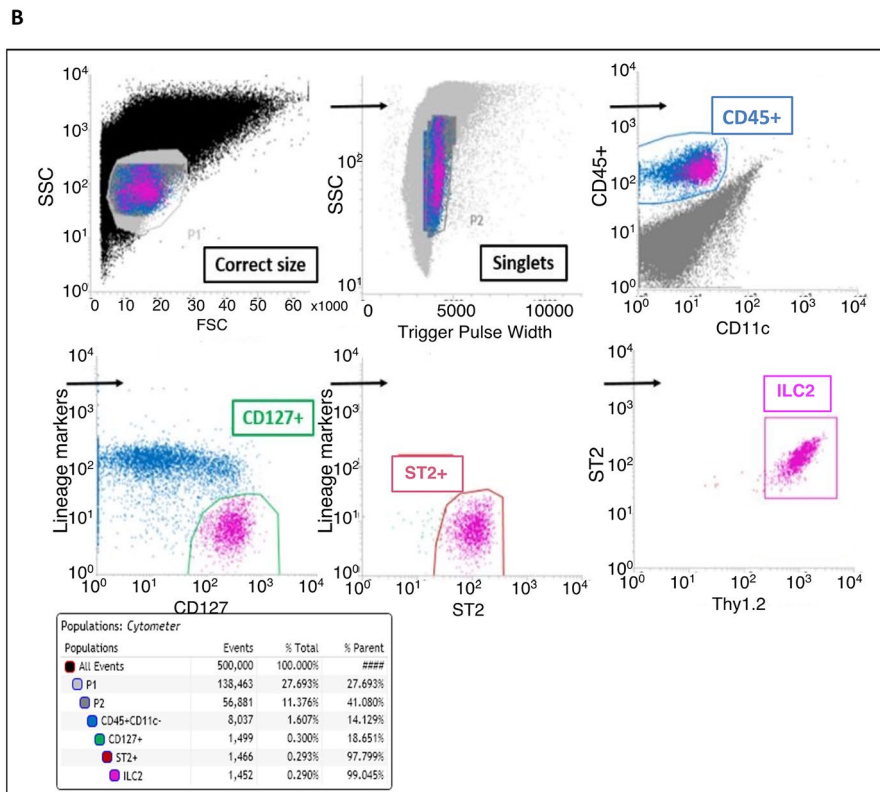 B
10⁴
10³
10²
10¹
10⁰
SSC
P1
Correct size
0 10 20 30 40 50 60 x1000
FSC
10²
10¹
SSC
P2
Singlets
0 5000 10000
Trigger Pulse Width
10⁴
10³
10²
10¹
10⁰
CD45+
CD45+
10⁰ 10¹ 10² 10³ 10⁴
CD11c
10⁴
10³
10²
10¹
10⁰
Lineage markers
CD127+
10⁰ 10¹ 10² 10³ 10⁴
CD127
10⁴
10³
10²
10¹
10⁰
Lineage markers
ST2+
10⁰ 10¹ 10² 10³ 10⁴
ST2
10⁴
10³
10²
10¹
10⁰
ST2
ILC2
10⁰ 10¹ 10² 10³ 10⁴
Thy1.2
Populations: Cytometer
Populations Events % Total % Parent
All Events 500,000 100.000% ####
P1 138,463 27.693% 27.693%
P2 56,881 11.376% 41.080%
CD45+CD11c- 8,037 1.607% 14.129%
CD127+ 1,499 0.300% 18.651%
ST2+ 1,466 0.293% 97.799%
ILC2 1,452 0.290% 99.045%